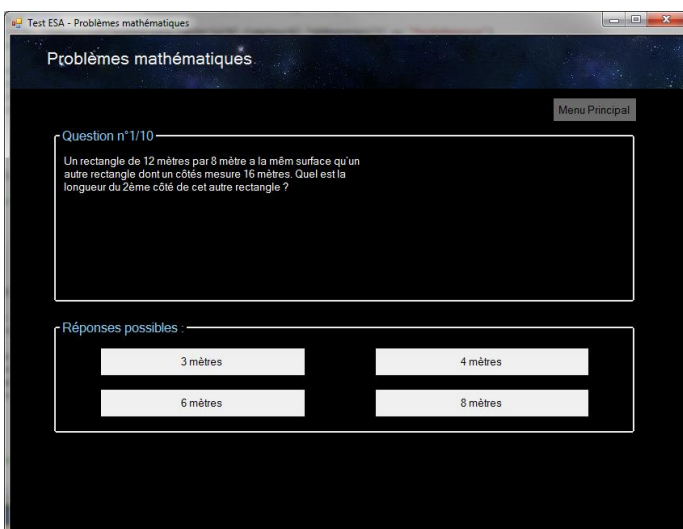 Test ESA - Problèmes mathématiques
Problèmes mathématiques
Menu Principal
Question n°1/10
Un rectangle de 12 mètres par 8 mètre a la mêm surface qu'un
autre rectangle dont un côtés mesure 16 mètres. Quel est la
longueur du 2ème côté de cet autre rectangle ?
Réponses possibles :
3 mètres
4 mètres
6 mètres
8 mètres